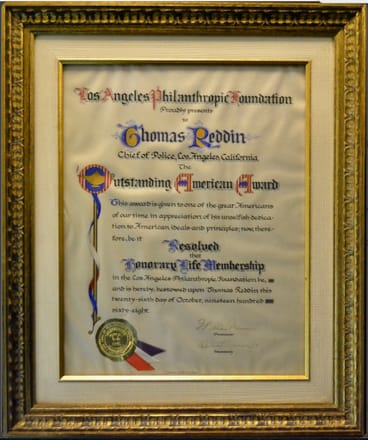 Los Angeles Philanthropic Foundation
Proudly presents
to
Thomas Reddin
Chief of Police, Los Angeles, California
The
Outstanding American Award
This award is given to one of the great Americans
of our time in appreciation of his unselfish dedica-
tion to American ideals and principles; now, there-
fore, be it
Resolved
that
Honorary Life Membership
in the Los Angeles Philanthropic Foundation be,
and is hereby, bestowed upon Thomas Reddin this
twenty-sixth day of October, nineteen hundred
sixty-eight.
President
Secretary